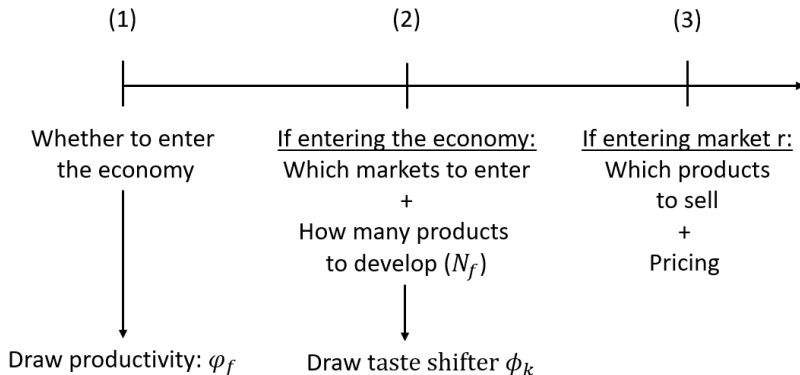 (1)
(2)
(3)
Whether to enter
the economy
If entering the economy:
Which markets to enter
+
How many products
to develop (N_f)
If entering market r:
Which products
to sell
+
Pricing
Draw productivity: φ_f
Draw taste shifter ϕ_k